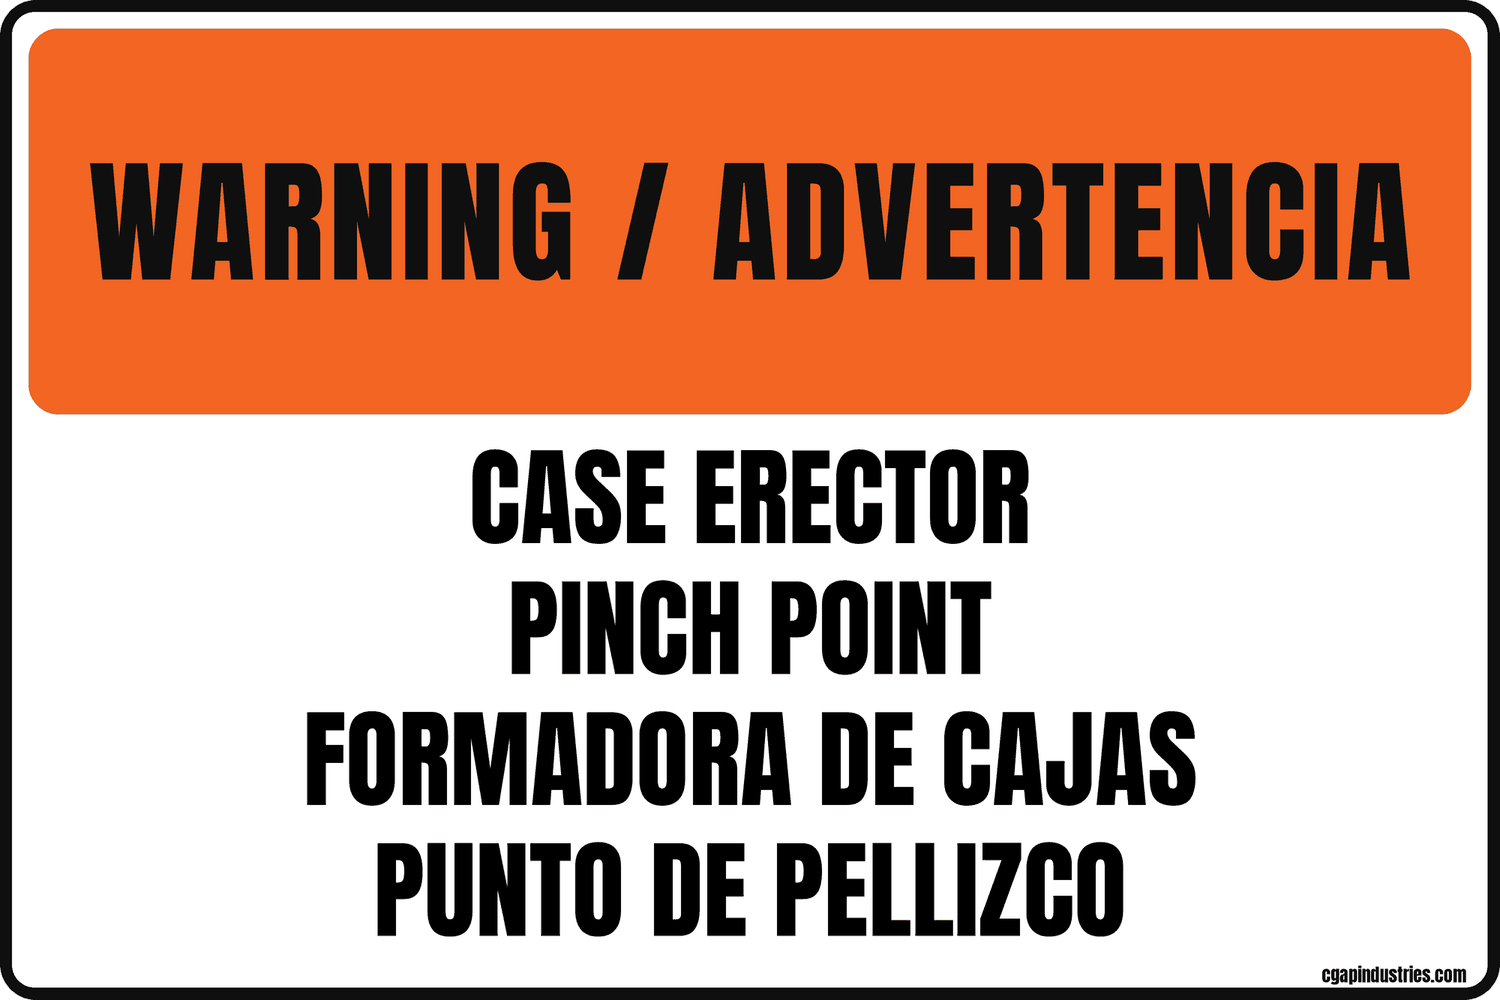 WARNING / ADVERTENCIA
CASE ERECTOR
PINCH POINT
FORMADORA DE CAJAS
PUNTO DE PELLIZCO
cgapindustries.com